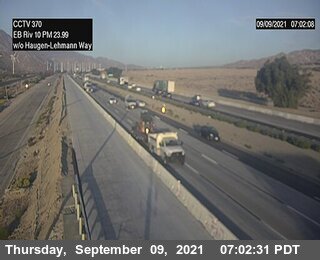 CCTV 370
EB Riv 10 PM 23.99
w/o Haugen-Lehmann Way
09/09/2021 07:02:08
Thursday, September 09, 2021 07:02:31 PDT